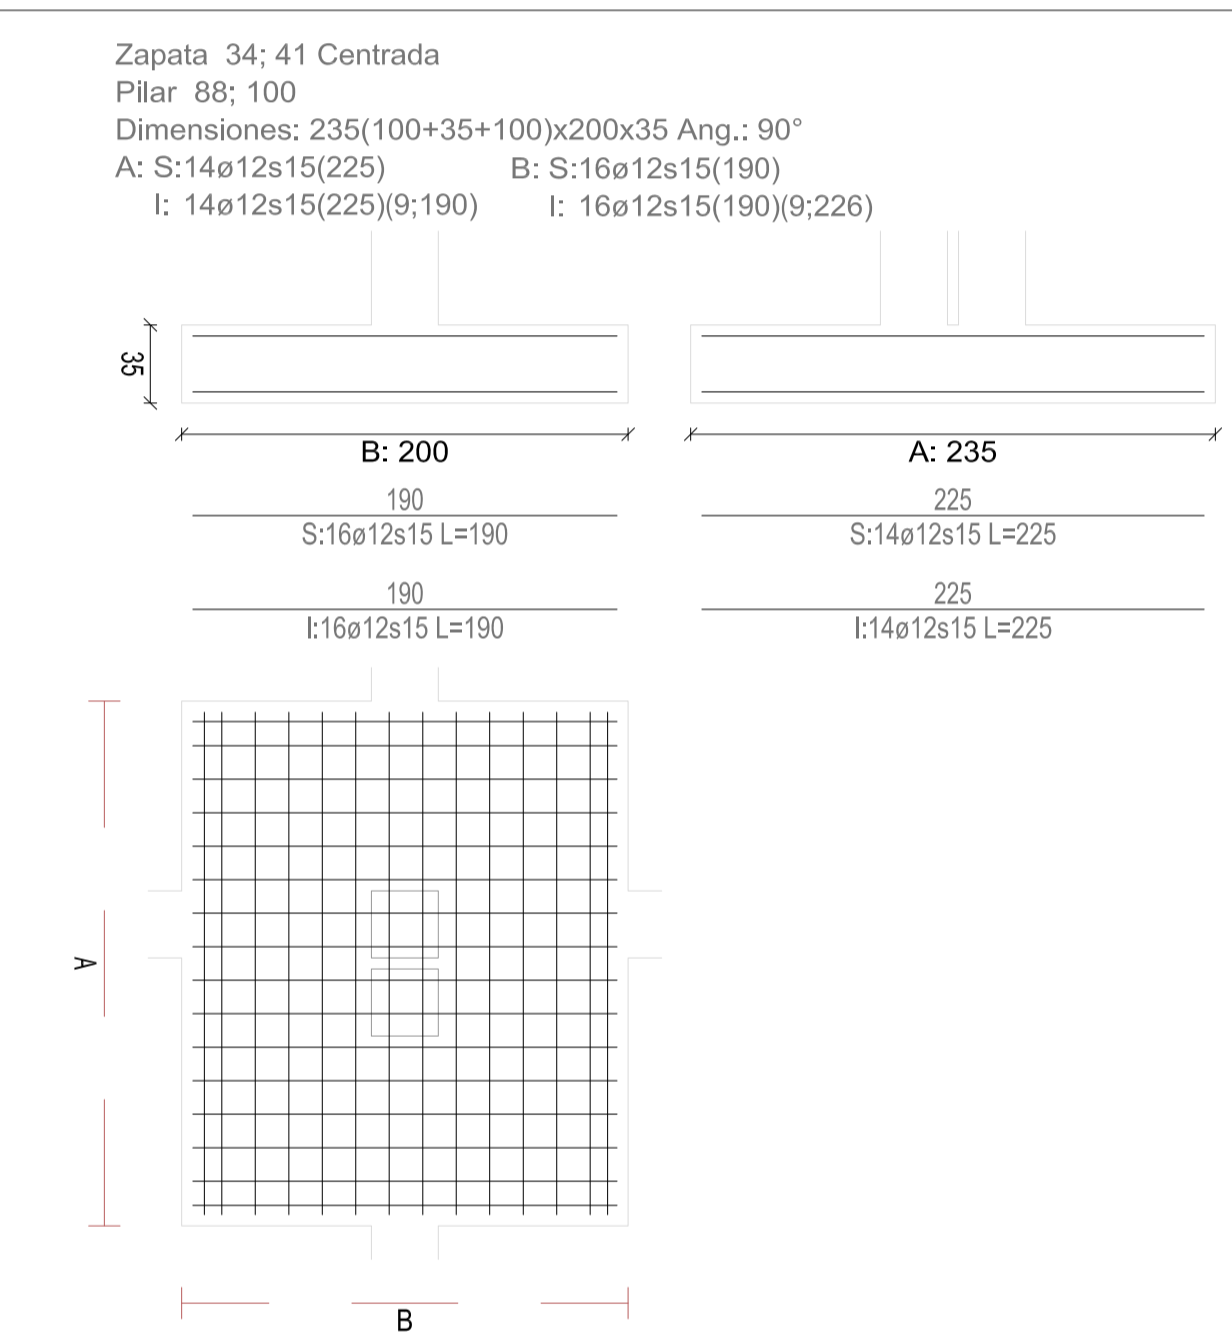 Zapata 34; 41 Centrada
Pilar 88; 100
Dimensiones: 235(100+35+100)x200x35 Ang.: 90°
A: S:14ø12s15(225) B: S:16ø12s15(190)
I: 14ø12s15(225)(9;190) I: 16ø12s15(190)(9;226)
35
B: 200 A: 235
190 225
S:16ø12s15 L=190 S:14ø12s15 L=225
190 225
I:16ø12s15 L=190 I:14ø12s15 L=225
A
B